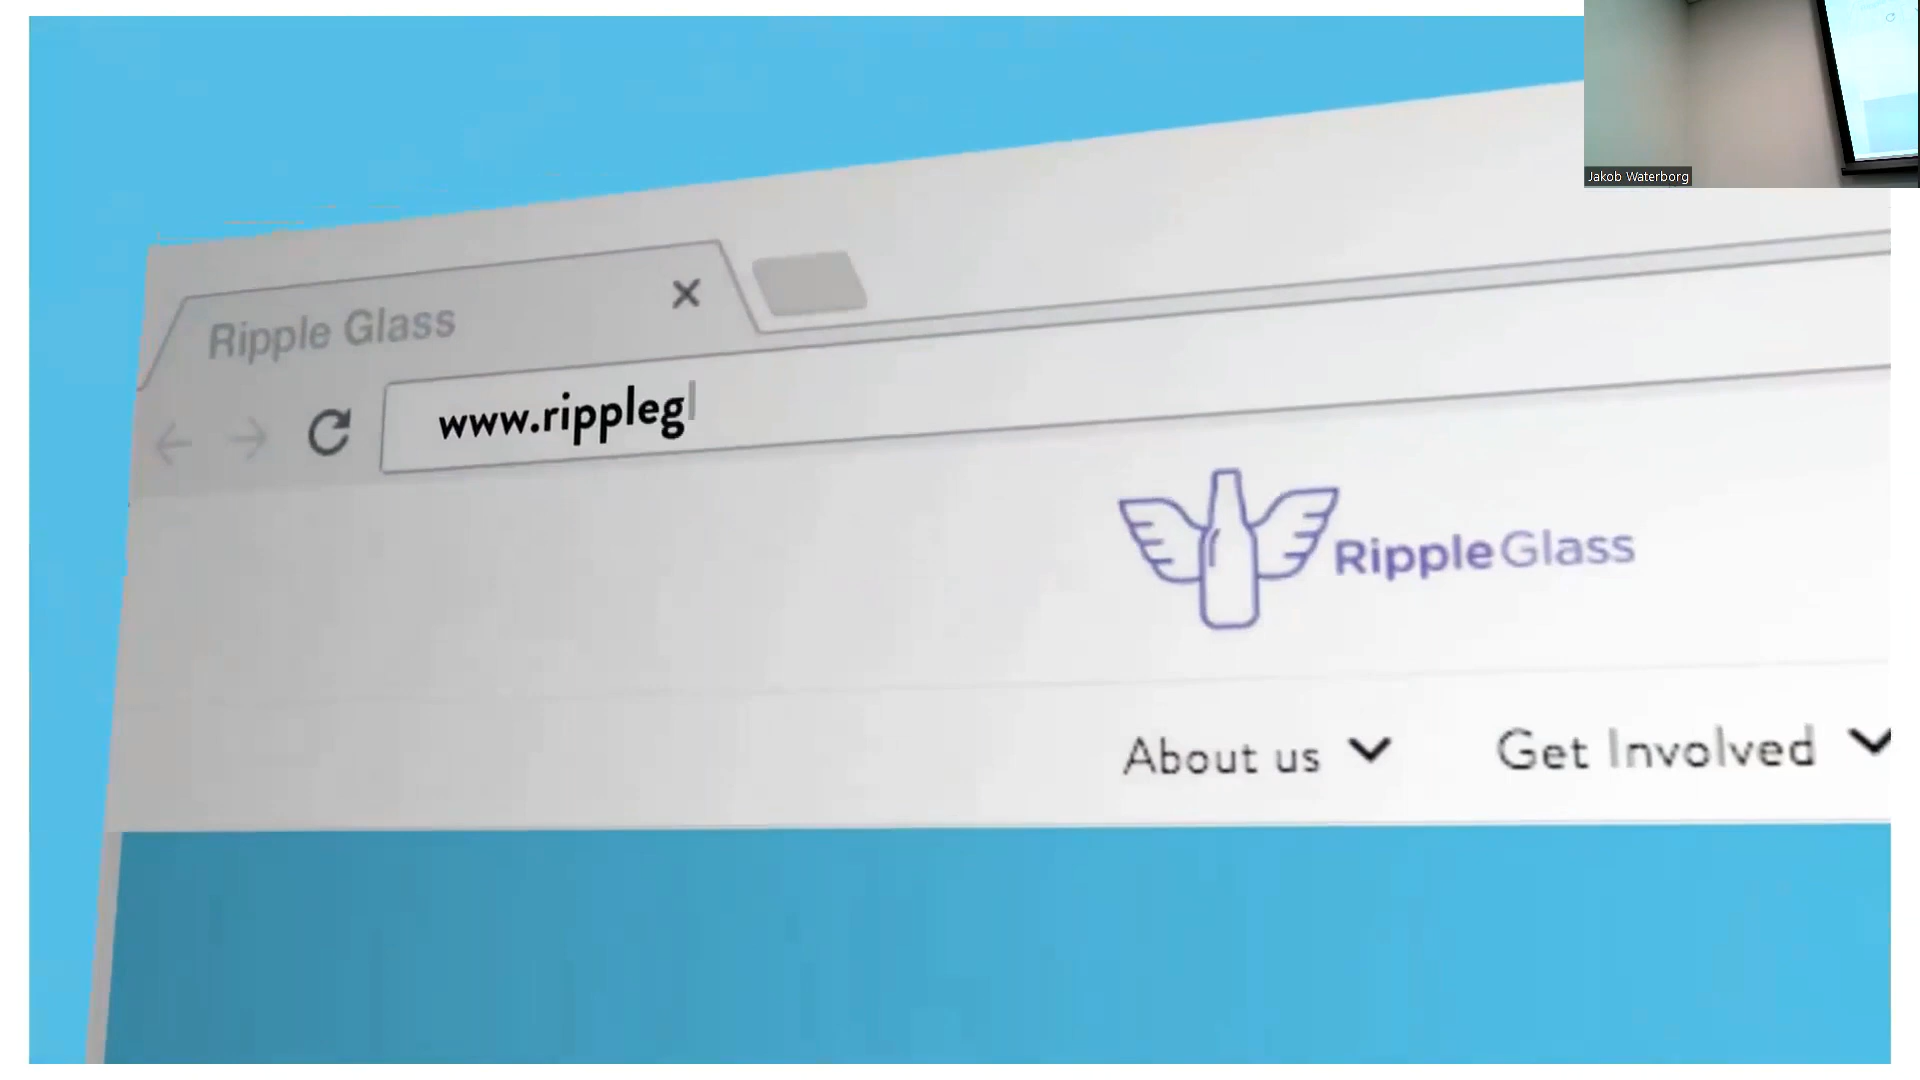 Jakob Waterborg
Ripple Glass
www.rippleg
RippleGlass
About us
Get Involved